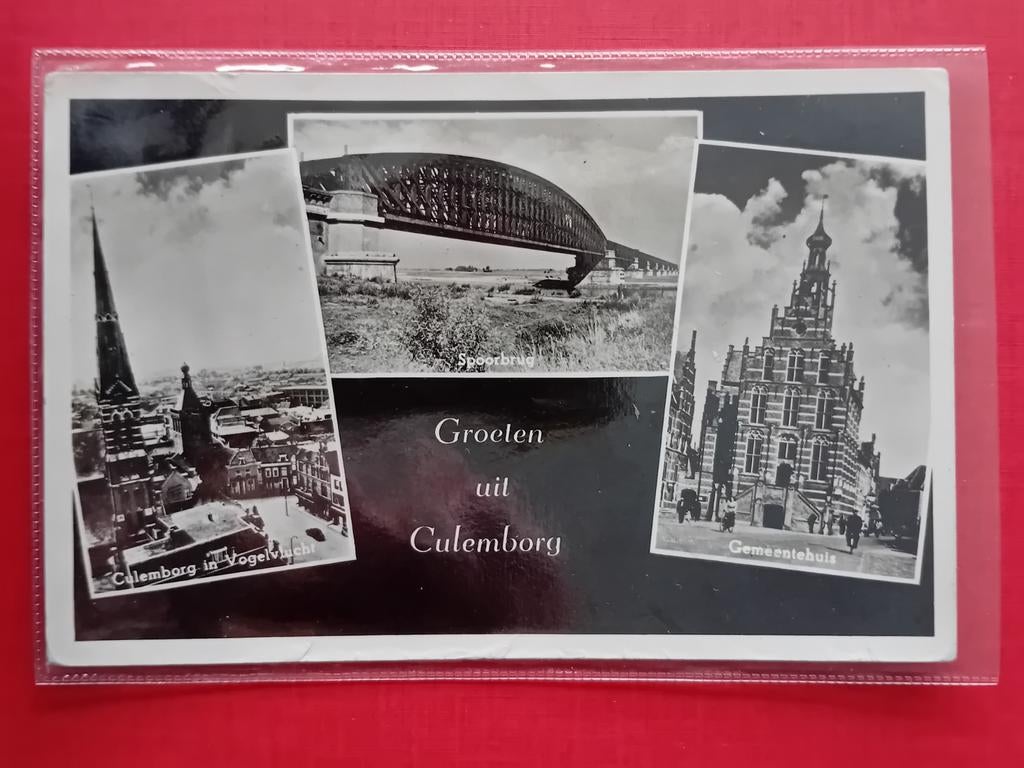 Spoorbrug
Groeten
uit
Culemborg
Culemborg in Vogelvlucht
Gemeentehuis